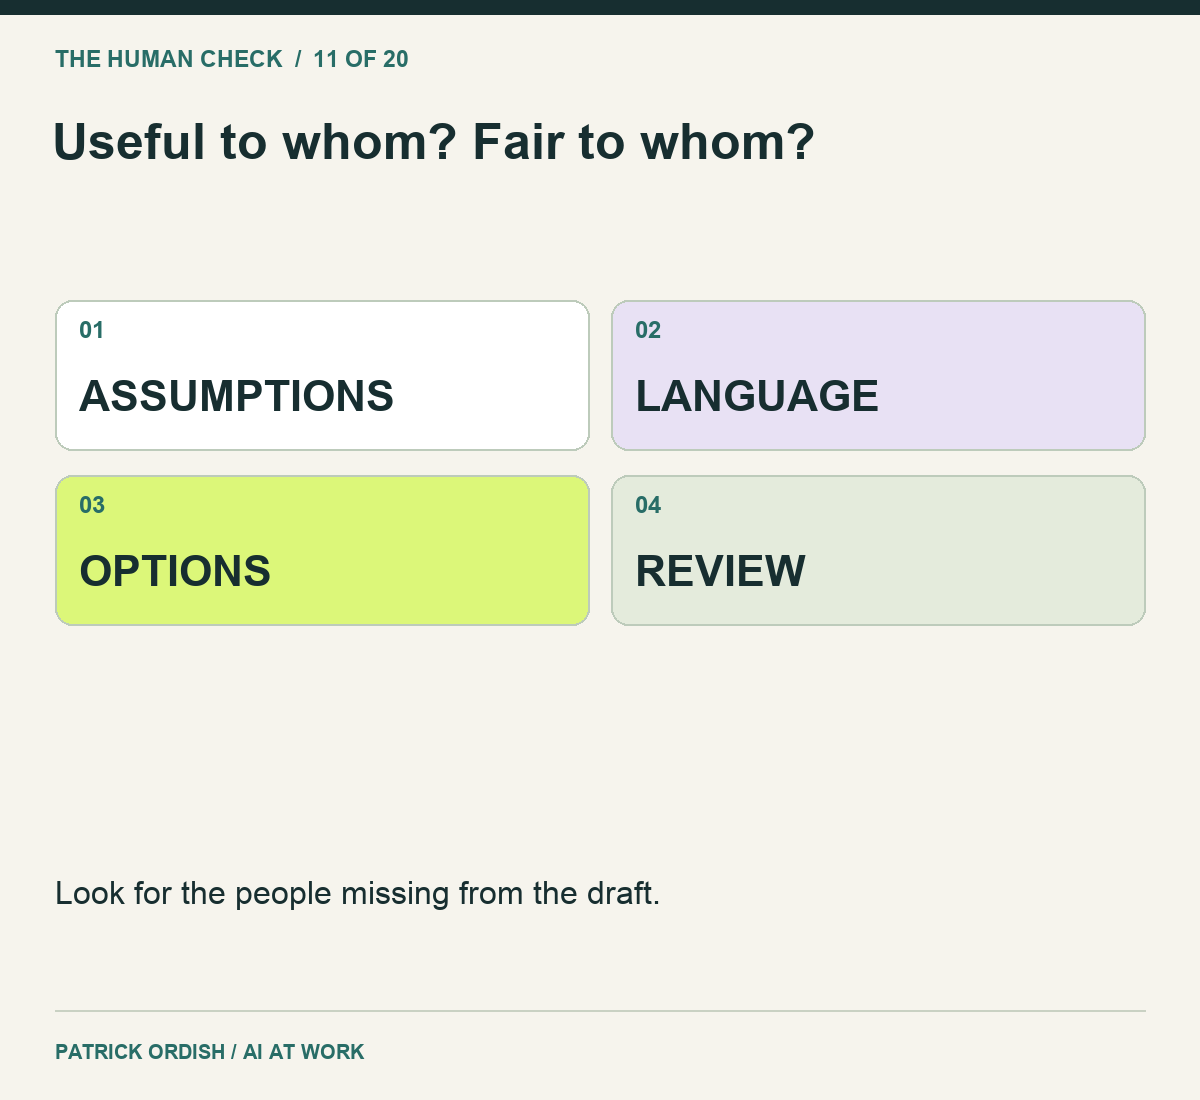 THE HUMAN CHECK / 11 OF 20
Useful to whom? Fair to whom?
01
ASSUMPTIONS
02
LANGUAGE
03
OPTIONS
04
REVIEW
Look for the people missing from the draft.
PATRICK ORDISH / AI AT WORK